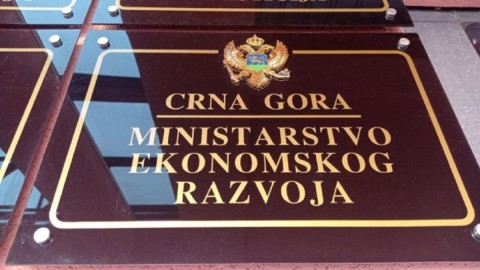 CRNA GORA
MINISTARSTVO
EKONOMSKOG
RAZVOJA